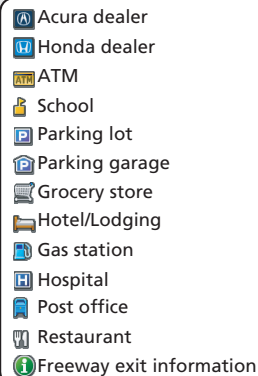 Acura dealer
Honda dealer
ATM ATM
School
P Parking lot
P Parking garage
Grocery store
Hotel/Lodging
Gas station
H Hospital
Post office
Restaurant
i Freeway exit information